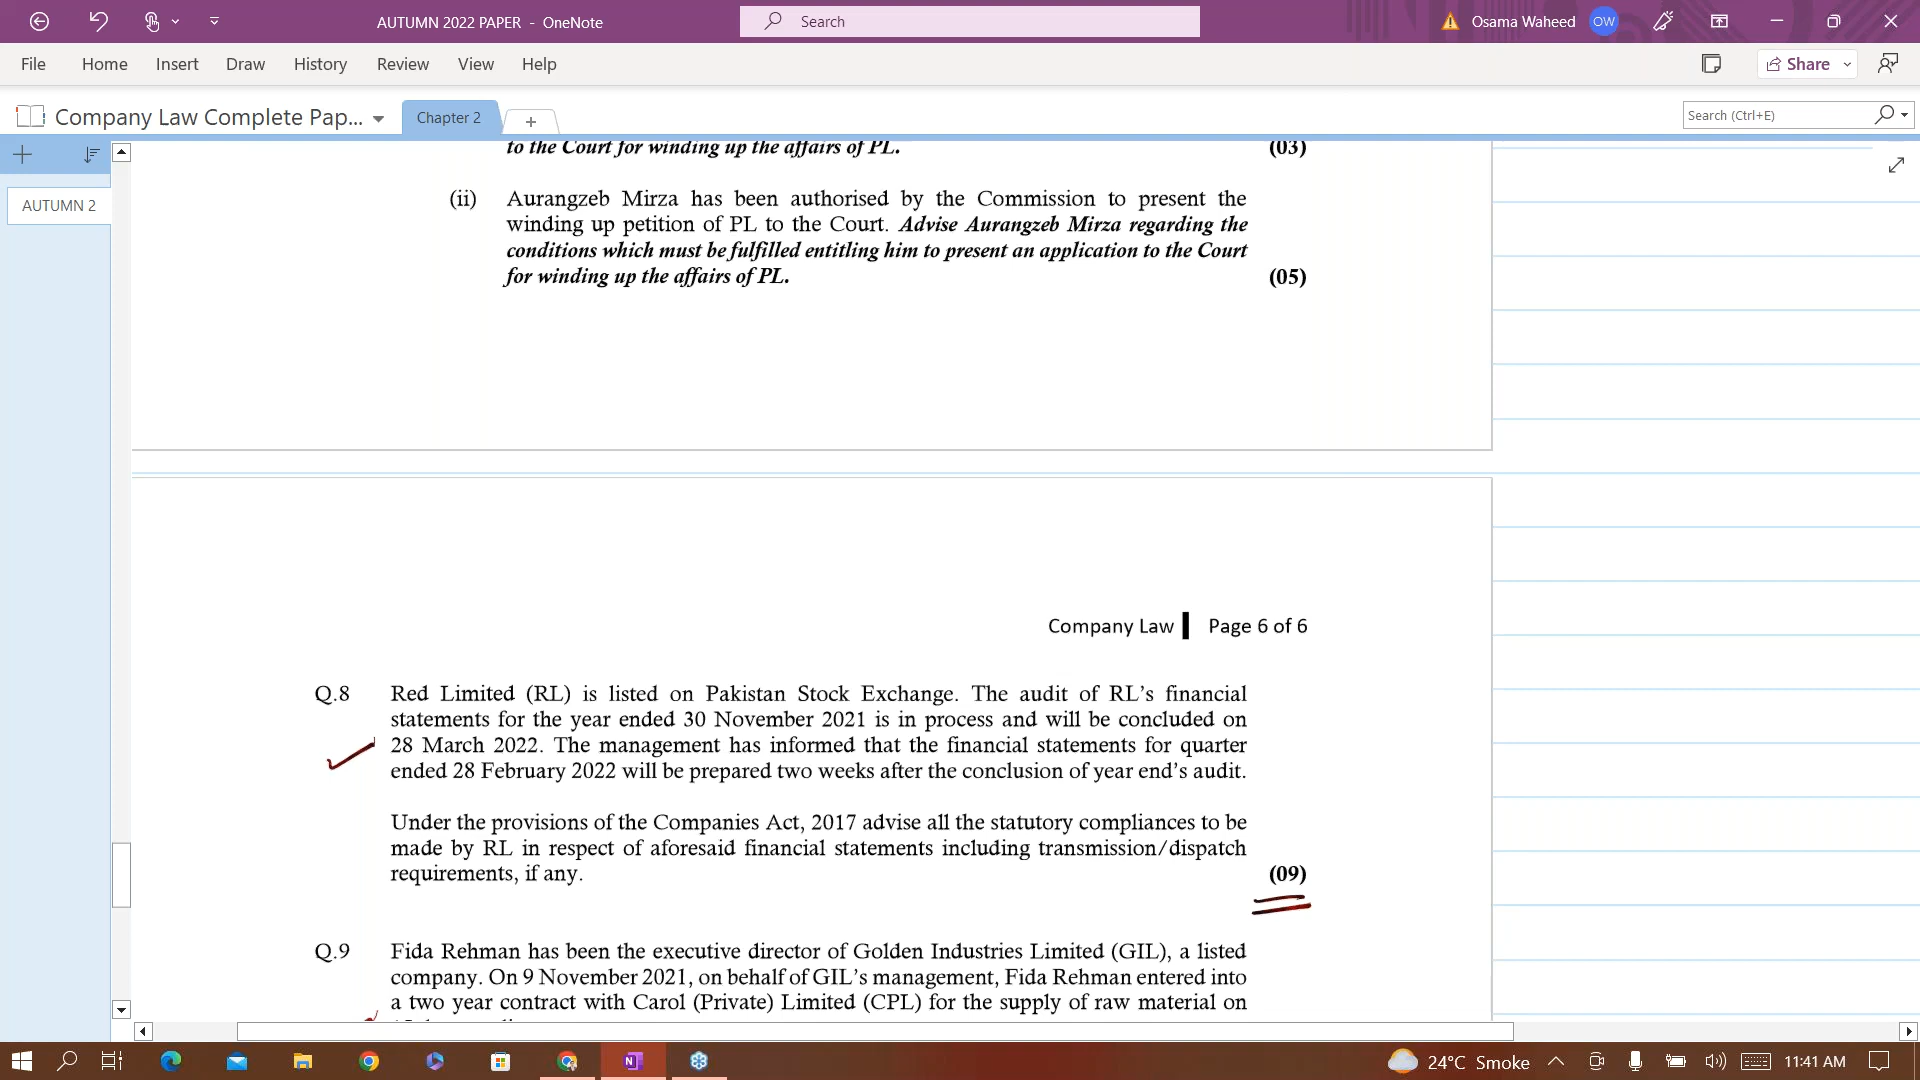 AUTUMN 2022 PAPER - OneNote
Search
Osama Waheed
OW
File Home Insert Draw History Review View Help
Share
Company Law Complete Pap...
Chapter 2
+
Search (Ctrl+E)
AUTUMN 2
to the Court for winding up the affairs of PL. (03)
(ii) Aurangzeb Mirza has been authorised by the Commission to present the
winding up petition of PL to the Court. Advise Aurangzeb Mirza regarding the
conditions which must be fulfilled entitling him to present an application to the Court
for winding up the affairs of PL. (05)
Company Law Page 6 of 6
Q.8 Red Limited (RL) is listed on Pakistan Stock Exchange. The audit of RL's financial
statements for the year ended 30 November 2021 is in process and will be concluded on
28 March 2022. The management has informed that the financial statements for quarter
ended 28 February 2022 will be prepared two weeks after the conclusion of year end's audit.
Under the provisions of the Companies Act, 2017 advise all the statutory compliances to be
made by RL in respect of aforesaid financial statements including transmission/dispatch
requirements, if any. (09)
Q.9 Fida Rehman has been the executive director of Golden Industries Limited (GIL), a listed
company. On 9 November 2021, on behalf of GIL's management, Fida Rehman entered into
a two year contract with Carol (Private) Limited (CPL) for the supply of raw material on
24°C Smoke
11:41 AM